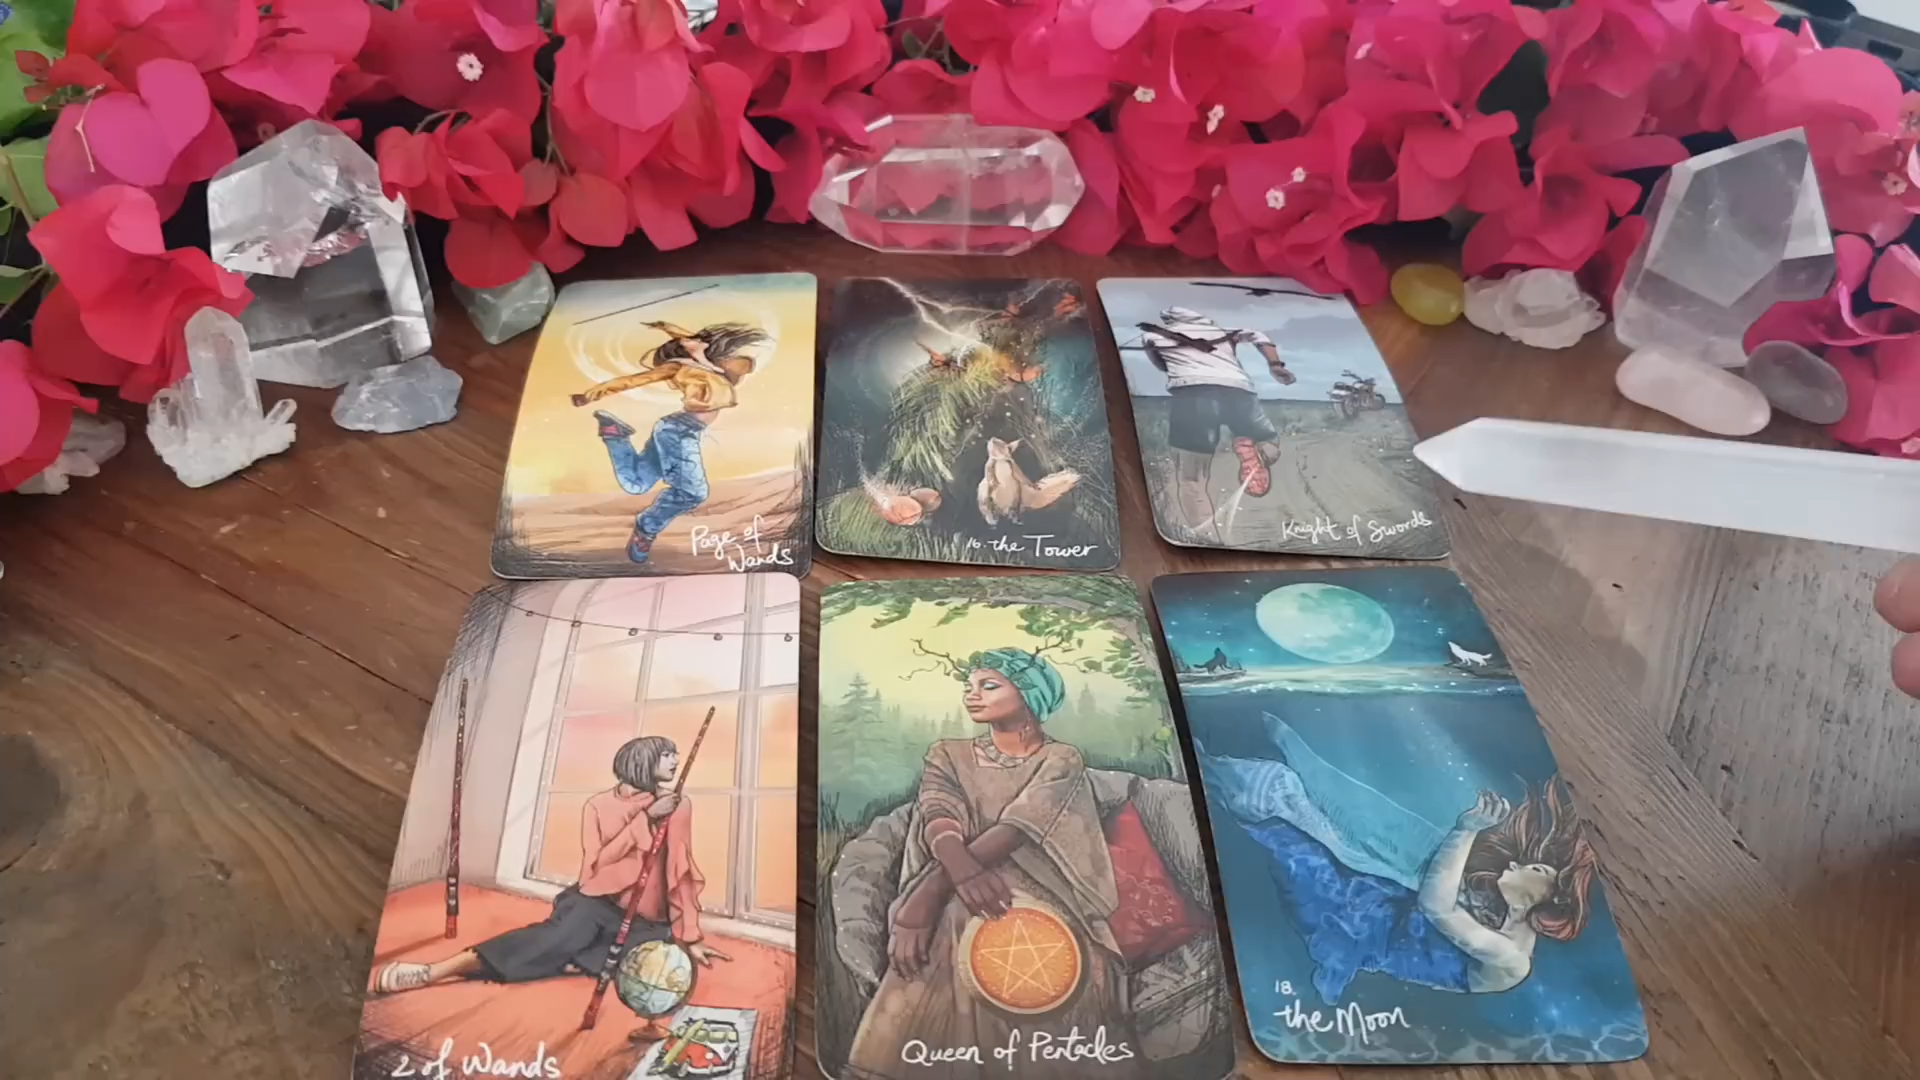 Page of
Wands
16. the Tower
Knight of Swords
2 of Wands
Queen of Pentacles
18.
the Moon